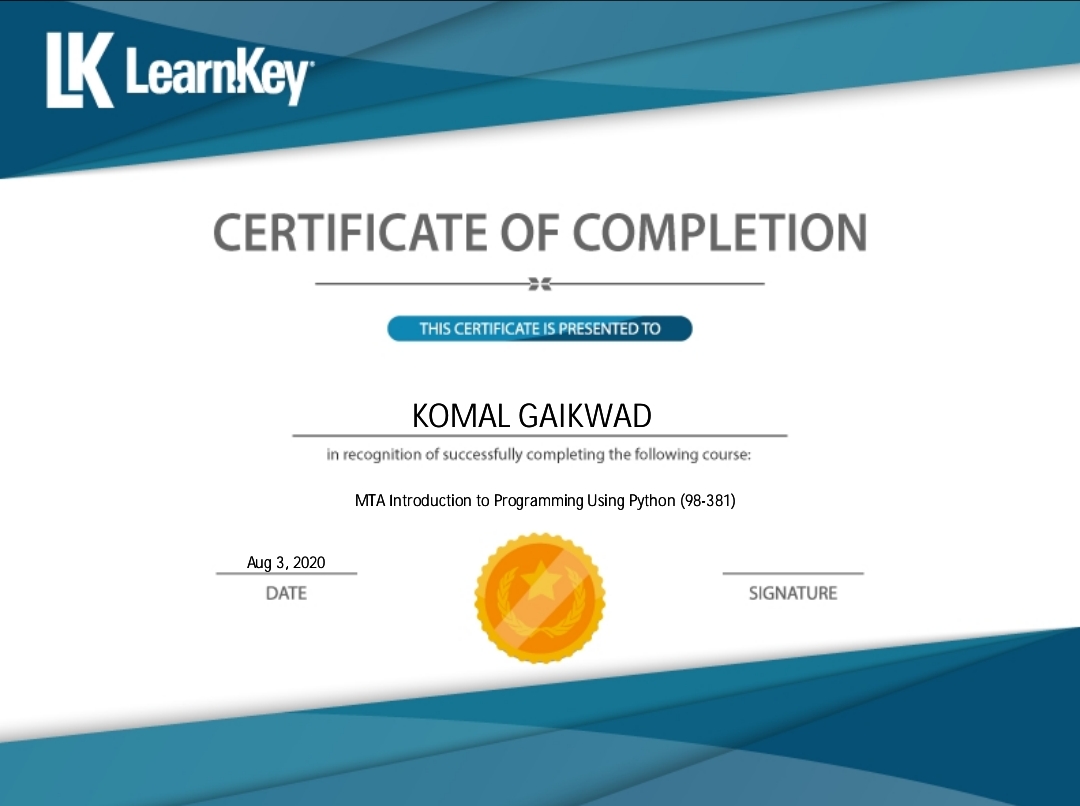 LK LearnKey
CERTIFICATE OF COMPLETION
THIS CERTIFICATE IS PRESENTED TO
KOMAL GAIKWAD
in recognition of successfully completing the following course:
MTA Introduction to Programming Using Python (98-381)
Aug 3, 2020
DATE
SIGNATURE